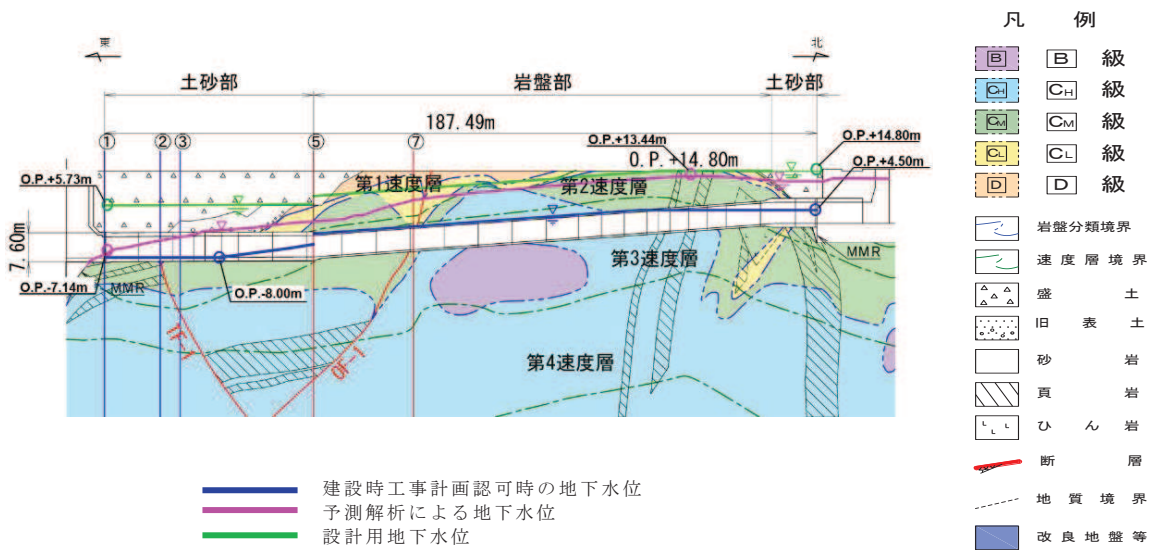 東
北
土砂部
岩盤部
土砂部
187.49m
① ② ③ ⑤ ⑦
O.P.+13.44m
O.P.+14.80m
O.P.+14.80m
O.P.+5.73m
O.P.+4.50m
第1速度層
第2速度層
7.60m
第3速度層
MMR
MMR
O.P.-7.14m
O.P.-8.00m
TF-1
OF-1
第4速度層
建設時工事計画認可時の地下水位
予測解析による地下水位
設計用地下水位
凡 例
B B 級
CH CH 級
CM CM 級
CL CL 級
D D 級
岩盤分類境界
速度層境界
盛 土
旧 表 土
砂 岩
頁 岩
ひ ん 岩
断 層
地 質 境 界
改 良 地 盤 等